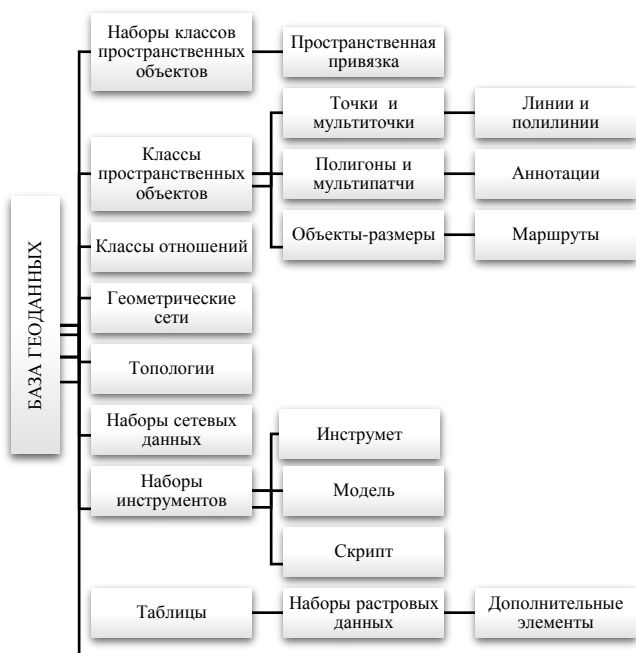 БАЗА ГЕОДАННЫХ
Наборы классов
пространственных
объектов
Пространственная
привязка
Классы
пространственных
объектов
Точки и
мультиточки
Линии и
полилинии
Полигоны и
мультипатчи
Аннотации
Объекты-размеры
Маршруты
Классы отношений
Геометрические
сети
Топологии
Наборы сетевых
данных
Наборы
инструментов
Инструмет
Модель
Скрипт
Таблицы
Наборы растровых
данных
Дополнительные
элементы